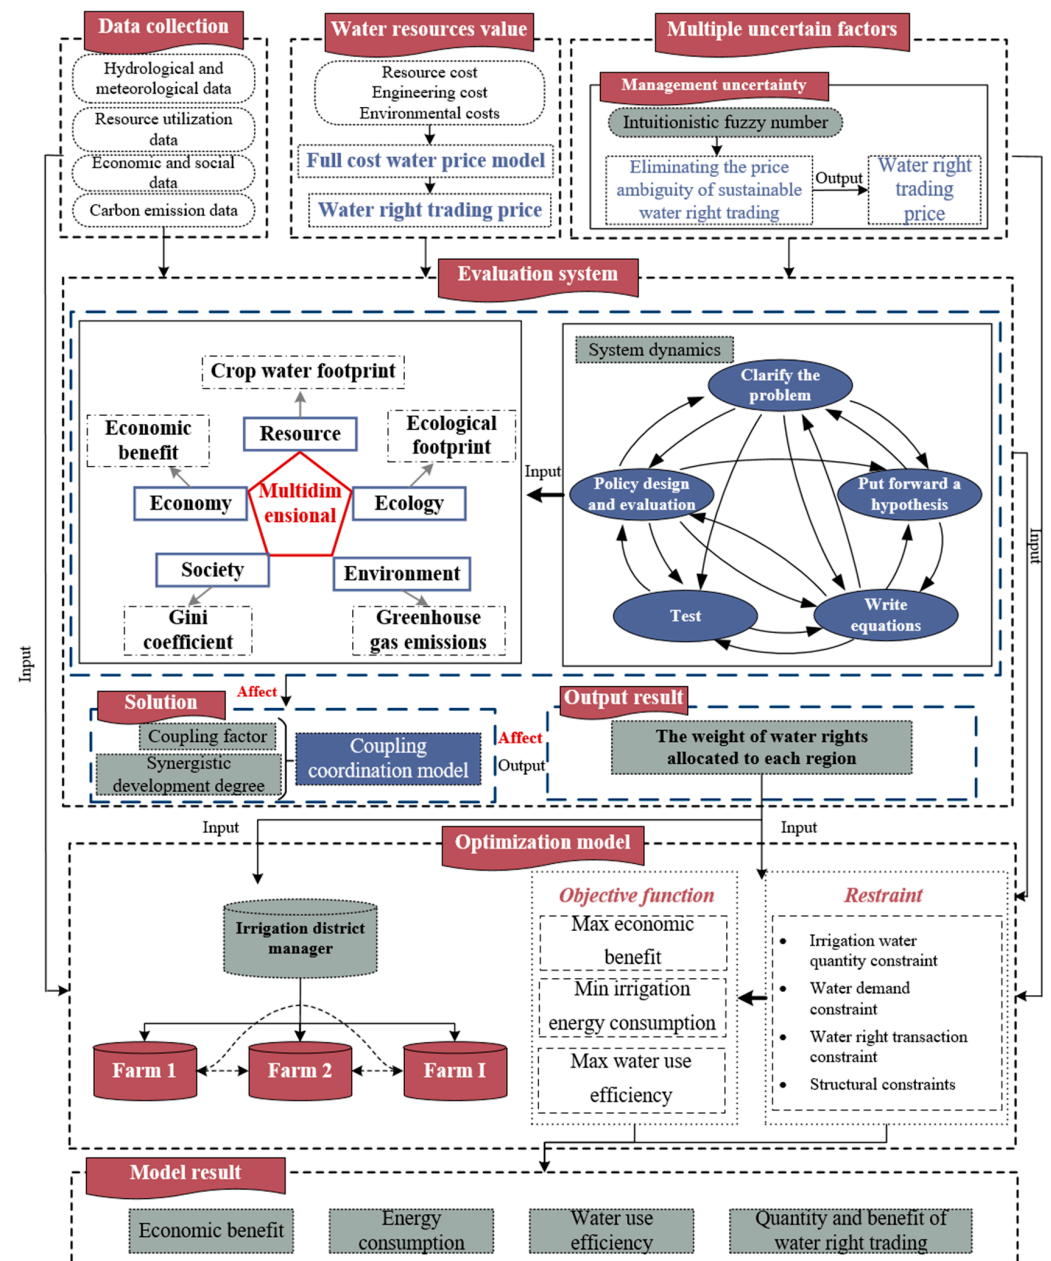 Data collection
Hydrological and
meteorological data
Resource utilization
data
Economic and social
data
Carbon emission data
Water resources value
Resource cost
Engineering cost
Environmental costs
Full cost water price model
Water right trading price
Multiple uncertain factors
Management uncertainty
Intuitionistic fuzzy number
Eliminating the price
ambiguity of sustainable
water right trading
Output
Water right
trading
price
Evaluation system
Crop water footprint
Economic
benefit
Resource
Ecological
footprint
Economy
Multidim
ensional
Ecology
Society
Environment
Gini
coefficient
Greenhouse
gas emissions
Input
System dynamics
Clarify the
problem
Policy design
and evaluation
Put forward a
hypothesis
Test
Write
equations
Input
Input
Solution
Affect
Coupling factor
Synergistic
development degree
Coupling
coordination model
Affect
Output
Output result
The weight of water rights
allocated to each region
Input
Input
Optimization model
Irrigation district
manager
Farm 1
Farm 2
Farm I
Objective function
Max economic
benefit
Min irrigation
energy consumption
Max water use
efficiency
Restraint
• Irrigation water
quantity constraint
• Water demand
constraint
• Water right transaction
constraint
• Structural constraints
Model result
Economic benefit
Energy
consumption
Water use
efficiency
Quantity and benefit of
water right trading